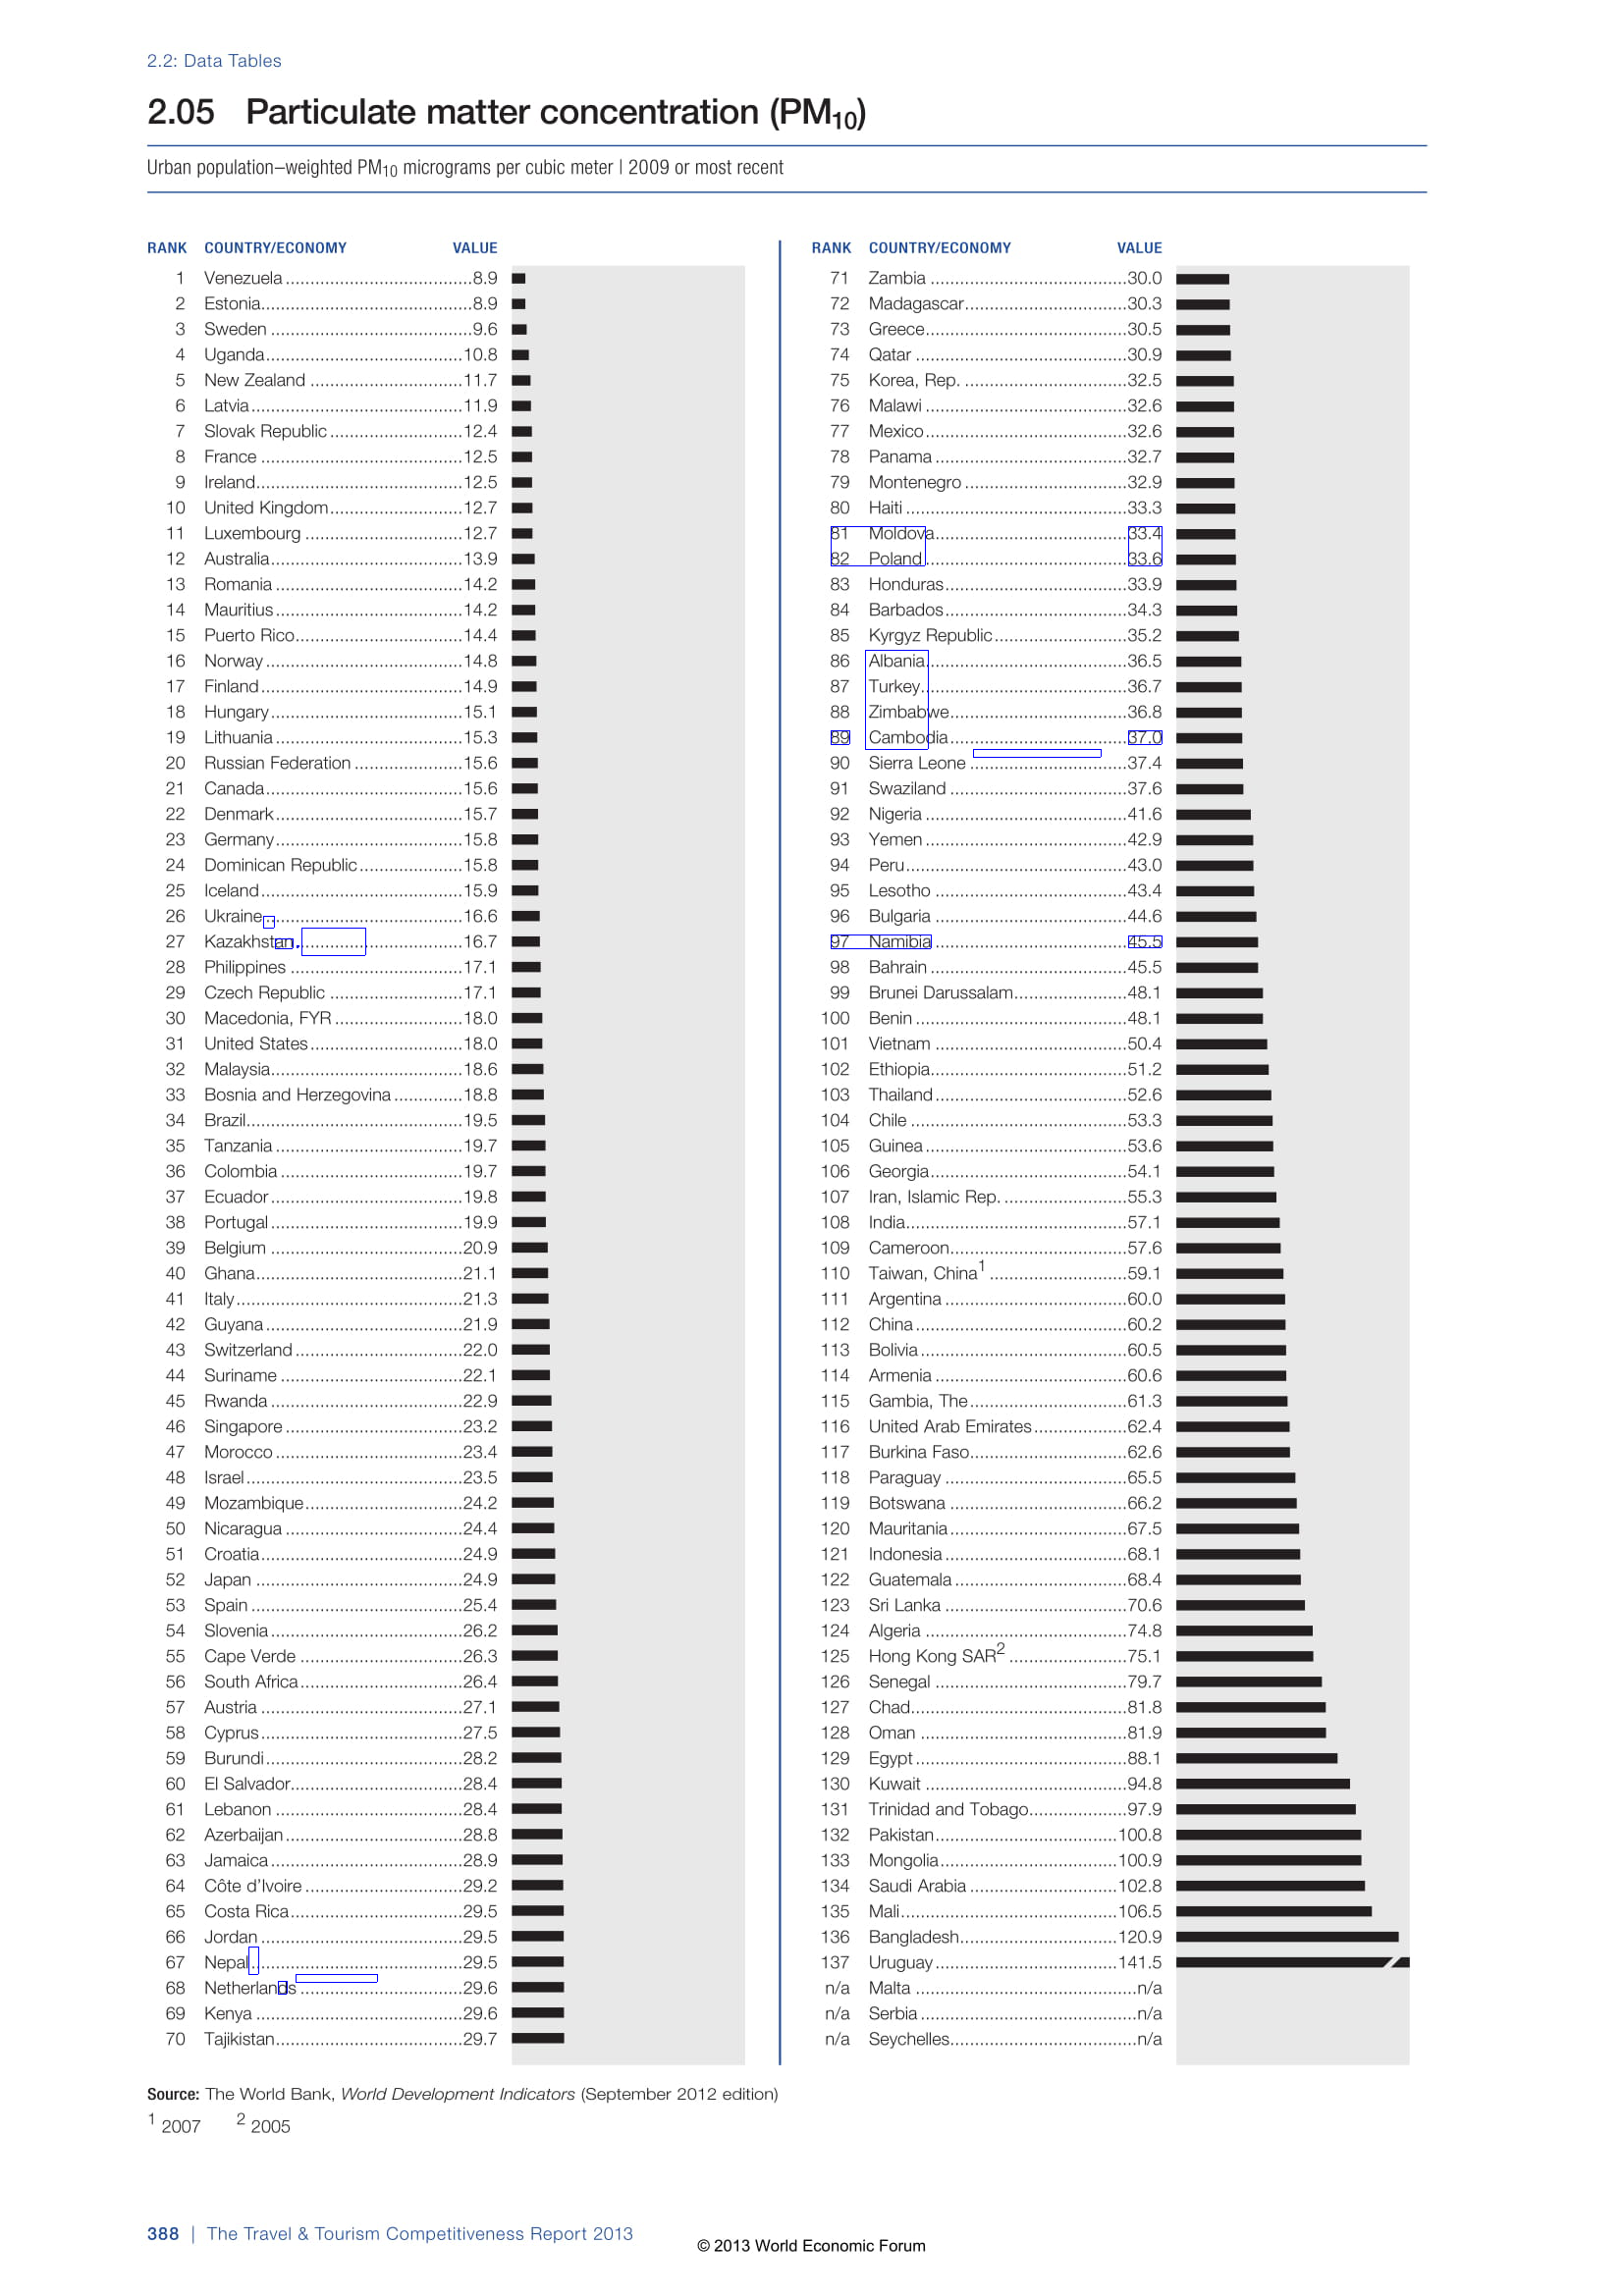 2.2: Data Tables
2.05 Particulate matter concentration (PM10)
Urban population–weighted PM10 micrograms per cubic meter | 2009 or most recent
RANK COUNTRY/ECONOMY VALUE
1 Venezuela 8.9
2 Estonia 8.9
3 Sweden 9.6
4 Uganda 10.8
5 New Zealand 11.7
6 Latvia 11.9
7 Slovak Republic 12.4
8 France 12.5
9 Ireland 12.5
10 United Kingdom 12.7
11 Luxembourg 12.7
12 Australia 13.9
13 Romania 14.2
14 Mauritius 14.2
15 Puerto Rico 14.4
16 Norway 14.8
17 Finland 14.9
18 Hungary 15.1
19 Lithuania 15.3
20 Russian Federation 15.6
21 Canada 15.6
22 Denmark 15.7
23 Germany 15.8
24 Dominican Republic 15.8
25 Iceland 15.9
26 Ukraine 16.6
27 Kazakhstan 16.7
28 Philippines 17.1
29 Czech Republic 17.1
30 Macedonia, FYR 18.0
31 United States 18.0
32 Malaysia 18.6
33 Bosnia and Herzegovina 18.8
34 Brazil 19.5
35 Tanzania 19.7
36 Colombia 19.7
37 Ecuador 19.8
38 Portugal 19.9
39 Belgium 20.9
40 Ghana 21.1
41 Italy 21.3
42 Guyana 21.9
43 Switzerland 22.0
44 Suriname 22.1
45 Rwanda 22.9
46 Singapore 23.2
47 Morocco 23.4
48 Israel 23.5
49 Mozambique 24.2
50 Nicaragua 24.4
51 Croatia 24.9
52 Japan 24.9
53 Spain 25.4
54 Slovenia 26.2
55 Cape Verde 26.3
56 South Africa 26.4
57 Austria 27.1
58 Cyprus 27.5
59 Burundi 28.2
60 El Salvador 28.4
61 Lebanon 28.4
62 Azerbaijan 28.8
63 Jamaica 28.9
64 Côte d'Ivoire 29.2
65 Costa Rica 29.5
66 Jordan 29.5
67 Nepal 29.5
68 Netherlands 29.6
69 Kenya 29.6
70 Tajikistan 29.7
RANK COUNTRY/ECONOMY VALUE
71 Zambia 30.0
72 Madagascar 30.3
73 Greece 30.5
74 Qatar 30.9
75 Korea, Rep. 32.5
76 Malawi 32.6
77 Mexico 32.6
78 Panama 32.7
79 Montenegro 32.9
80 Haiti 33.3
81 Moldova 33.4
82 Poland 33.6
83 Honduras 33.9
84 Barbados 34.3
85 Kyrgyz Republic 35.2
86 Albania 36.5
87 Turkey 36.7
88 Zimbabwe 36.8
89 Cambodia 37.0
90 Sierra Leone 37.4
91 Swaziland 37.6
92 Nigeria 41.6
93 Yemen 42.9
94 Peru 43.0
95 Lesotho 43.4
96 Bulgaria 44.6
97 Namibia 45.5
98 Bahrain 45.5
99 Brunei Darussalam 48.1
100 Benin 48.1
101 Vietnam 50.4
102 Ethiopia 51.2
103 Thailand 52.6
104 Chile 53.3
105 Guinea 53.6
106 Georgia 54.1
107 Iran, Islamic Rep. 55.3
108 India 57.1
109 Cameroon 57.6
110 Taiwan, China1 59.1
111 Argentina 60.0
112 China 60.2
113 Bolivia 60.5
114 Armenia 60.6
115 Gambia, The 61.3
116 United Arab Emirates 62.4
117 Burkina Faso 62.6
118 Paraguay 65.5
119 Botswana 66.2
120 Mauritania 67.5
121 Indonesia 68.1
122 Guatemala 68.4
123 Sri Lanka 70.6
124 Algeria 74.8
125 Hong Kong SAR2 75.1
126 Senegal 79.7
127 Chad 81.8
128 Oman 81.9
129 Egypt 88.1
130 Kuwait 94.8
131 Trinidad and Tobago 97.9
132 Pakistan 100.8
133 Mongolia 100.9
134 Saudi Arabia 102.8
135 Mali 106.5
136 Bangladesh 120.9
137 Uruguay 141.5
n/a Malta n/a
n/a Serbia n/a
n/a Seychelles n/a
Source: The World Bank, World Development Indicators (September 2012 edition)
1 2007 2 2005
388 | The Travel & Tourism Competitiveness Report 2013
© 2013 World Economic Forum